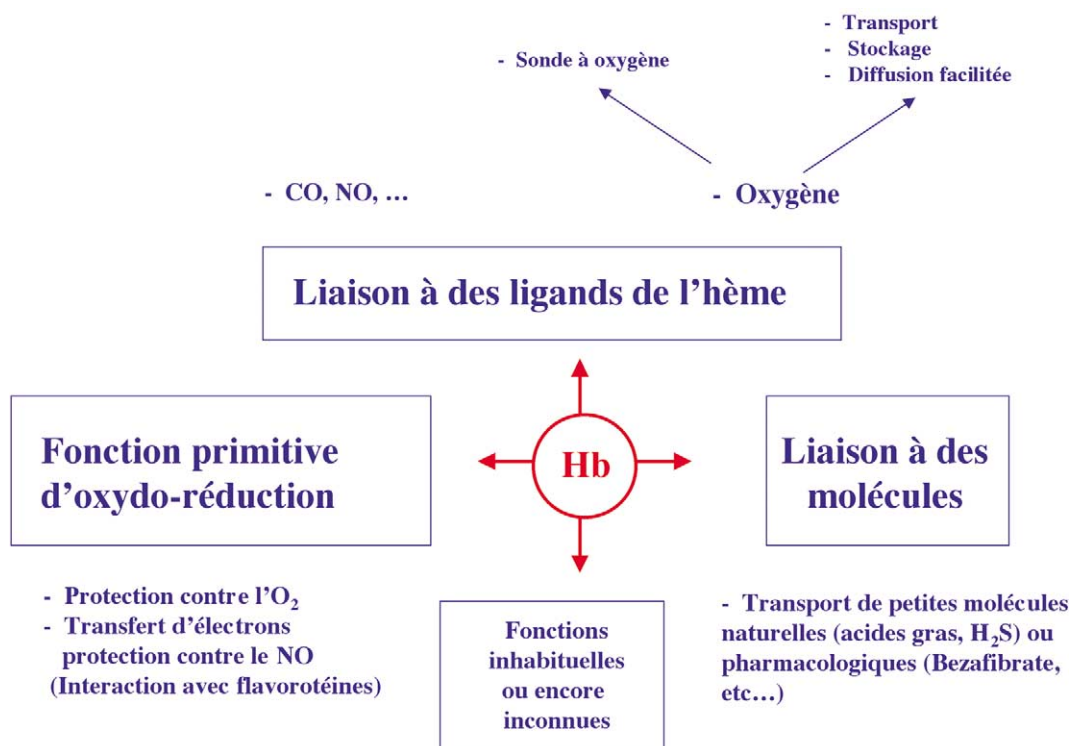 - Transport
- Stockage
- Diffusion facilitée
- Sonde à oxygène
- CO, NO, …
- Oxygène
Liaison à des ligands de l’hème
Fonction primitive
d’oxydo-réduction
Hb
Liaison à des
molécules
- Protection contre l’O₂
- Transfert d’électrons
protection contre le NO
(Interaction avec flavorotéines)
Fonctions
inhabituelles
ou encore
inconnues
- Transport de petites molécules
naturelles (acides gras, H₂S) ou
pharmacologiques (Bezafibrate,
etc…)